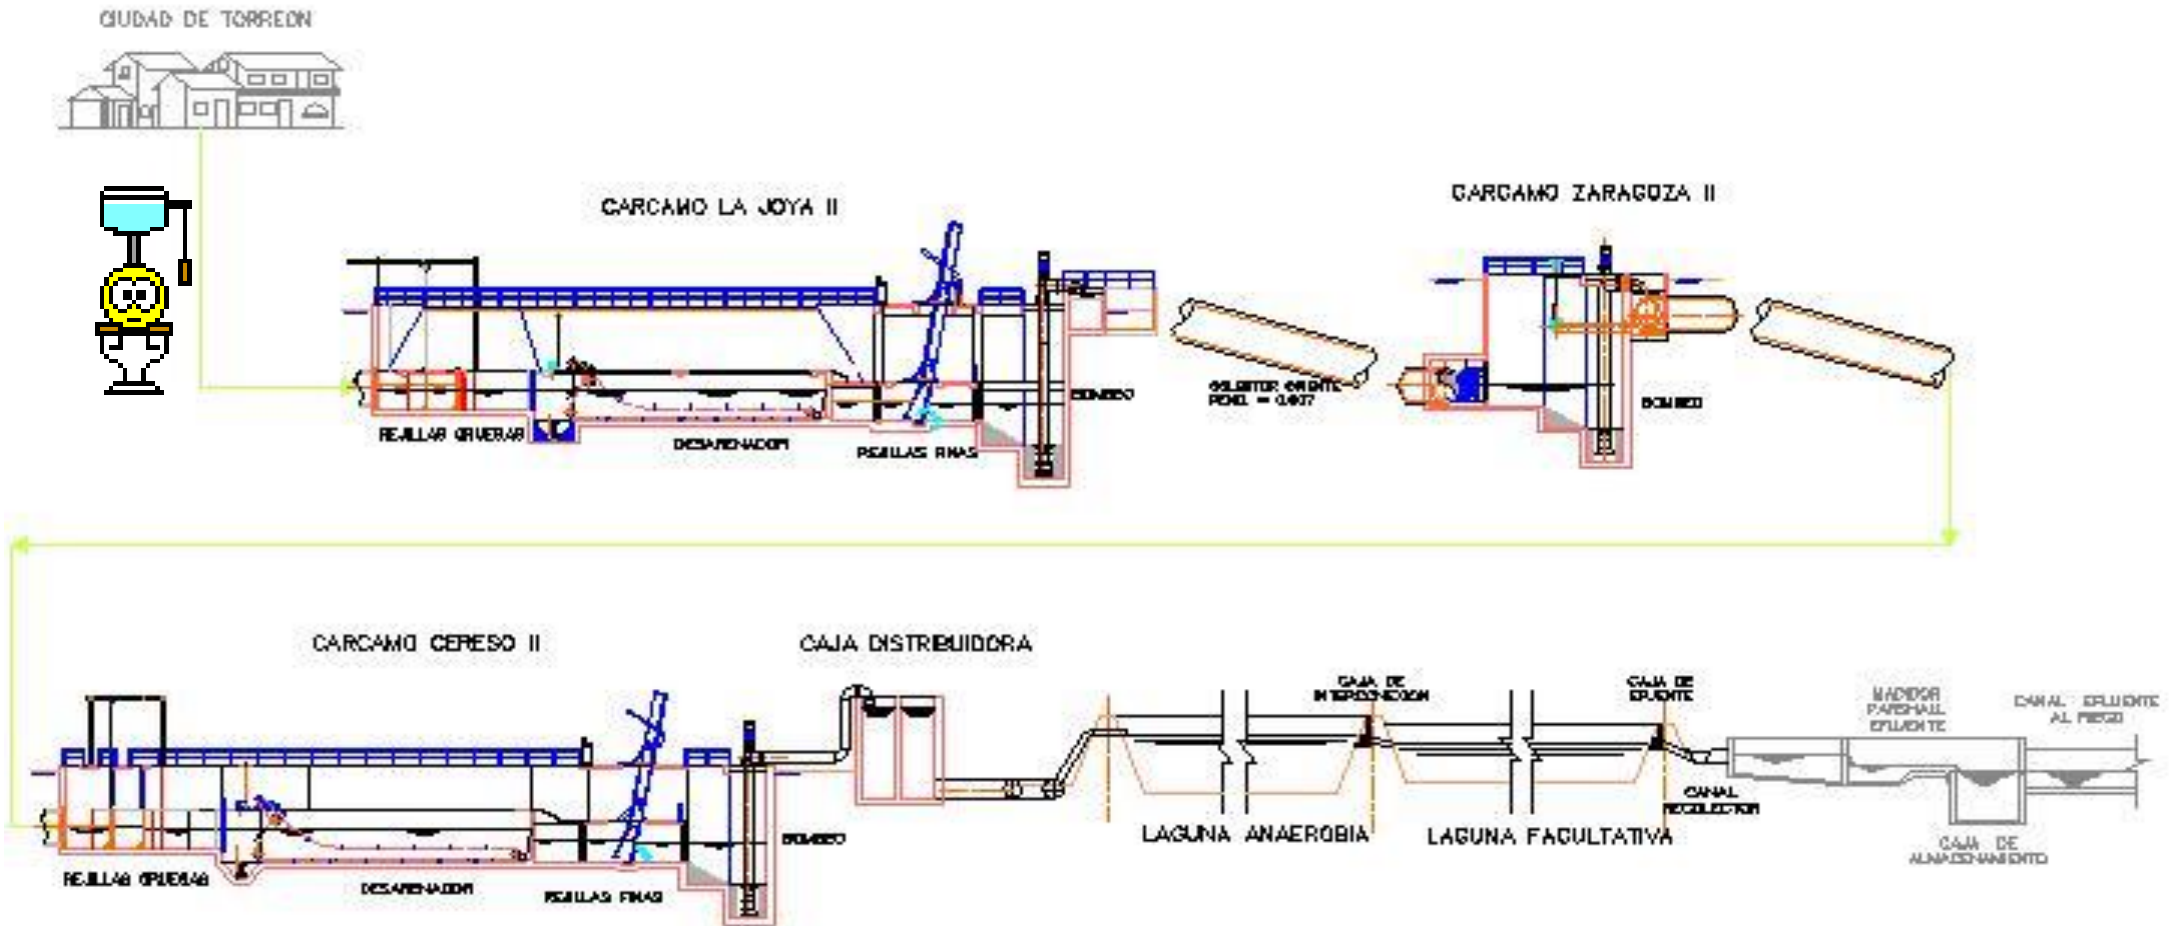 CIUDAD DE TORREON
CARCAMO LA JOYA II
CARCAMO ZARAGOZA II
REJILLAS GRUESAS
DESARENADOR
REJILLAS FINAS
BOMBEO
COLECTOR ORIENTE
BOMBEO
CARCAMO CERESO II
CAJA DISTRIBUIDORA
CAJA DE
INTERCONEXION
CAJA DE
EFLUENTE
MEDIDOR
PARSHALL
EFLUENTE
CANAL EFLUENTE
AL RIEGO
REJILLAS GRUESAS
DESARENADOR
REJILLAS FINAS
BOMBEO
LAGUNA ANAEROBIA
LAGUNA FACULTATIVA
CANAL
RECOLECTOR
CAJA DE
ALMACENAMIENTO